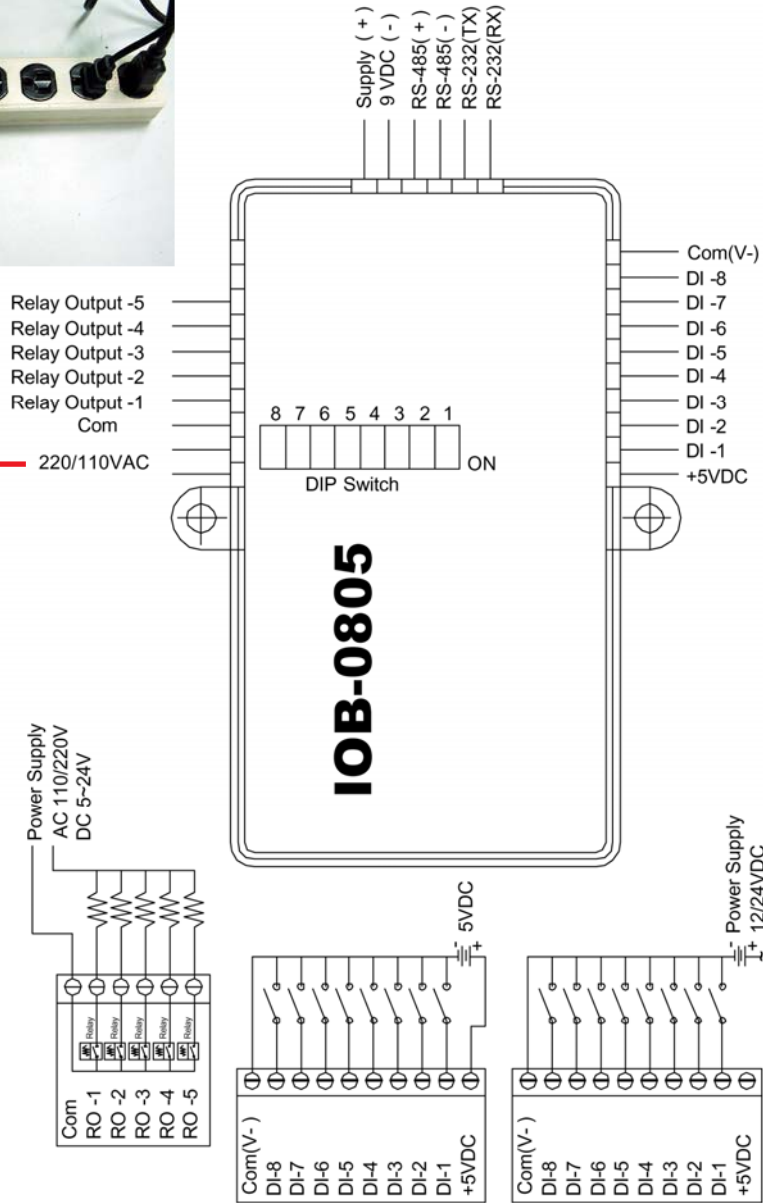 Supply ( + )
9 VDC ( - )
RS-485( + )
RS-485( - )
RS-232(TX)
RS-232(RX)
Relay Output -5
Relay Output -4
Relay Output -3
Relay Output -2
Relay Output -1
Com
220/110VAC
Com(V-)
DI -8
DI -7
DI -6
DI -5
DI -4
DI -3
DI -2
DI -1
+5VDC
8 7 6 5 4 3 2 1
ON
DIP Switch
IOB-0805
Power Supply
AC 110/220V
DC 5~24V
Relay
Relay
Relay
Relay
Relay
Com
RO -1
RO -2
RO -3
RO -4
RO -5
- 5VDC
+
Com(V- )
DI-8
DI-7
DI-6
DI-5
DI-4
DI-3
DI-2
DI-1
+5VDC
- Power Supply
+ 12/24VDC
Com(V- )
DI-8
DI-7
DI-6
DI-5
DI-4
DI-3
DI-2
DI-1
+5VDC